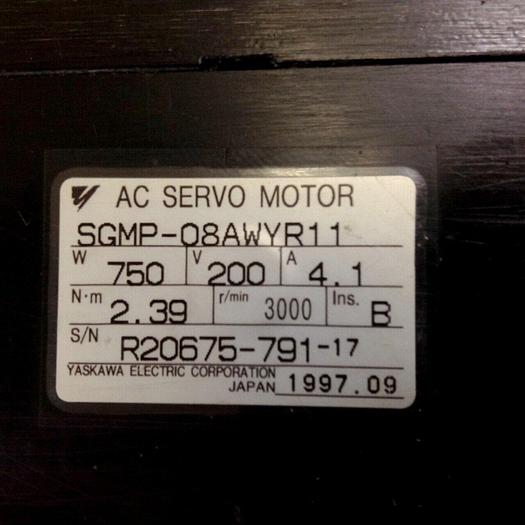 AC SERVO MOTOR
SGMP-08AWYR11
W 750 V 200 A 4.1
N·m 2.39 r/min 3000 Ins. B
S/N R20675-791-17
YASKAWA ELECTRIC CORPORATION
JAPAN 1997.09